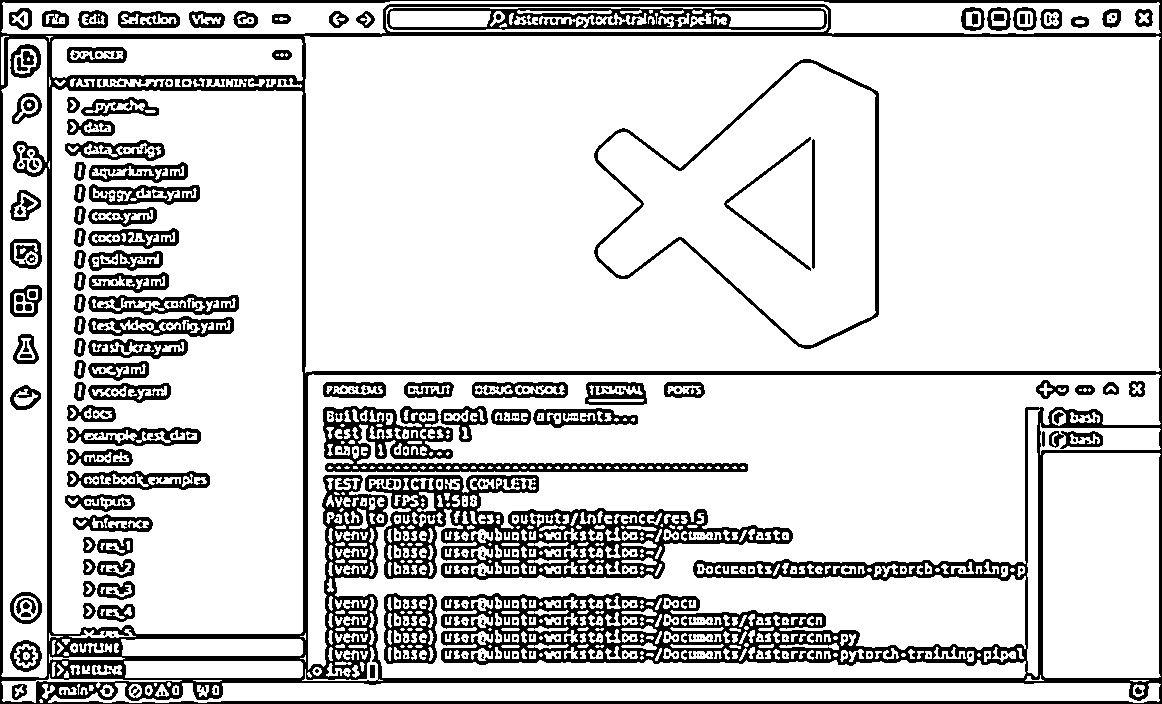 File Edit Selection View Go ...
fasterrcnn-pytorch-training-pipeline
EXPLORER ...
FASTERRCNN-PYTORCH-TRAINING-PIPEL...
__pycache__
data
data_configs
aquarium.yaml
buggy_data.yaml
coco.yaml
coco128.yaml
gtsdb.yaml
smoke.yaml
test_image_config.yaml
test_video_config.yaml
trash_icra.yaml
voc.yaml
vscode.yaml
docs
example_test_data
models
notebook_examples
outputs
inference
res_1
res_2
res_3
res_4
res_5
OUTLINE
TIMELINE
PROBLEMS OUTPUT DEBUG CONSOLE TERMINAL PORTS
Building from model name arguments...
Test instances: 1
Image 1 done...
--------------------------------------------------
TEST PREDICTIONS COMPLETE
Average FPS: 1.508
Path to output files: outputs/inference/res_5
(venv) (base) user@ubuntu-workstation:~/Documents/faste
(venv) (base) user@ubuntu-workstation:~/
(venv) (base) user@ubuntu-workstation:~/ Documents/fasterrcnn-pytorch-training-p
i
(venv) (base) user@ubuntu-workstation:~/Docu
(venv) (base) user@ubuntu-workstation:~/Documents/fasterrcn
(venv) (base) user@ubuntu-workstation:~/Documents/fasterrcnn-py
(venv) (base) user@ubuntu-workstation:~/Documents/fasterrcnn-pytorch-training-pipel
ine$
bash
bash
main* 0 0 0